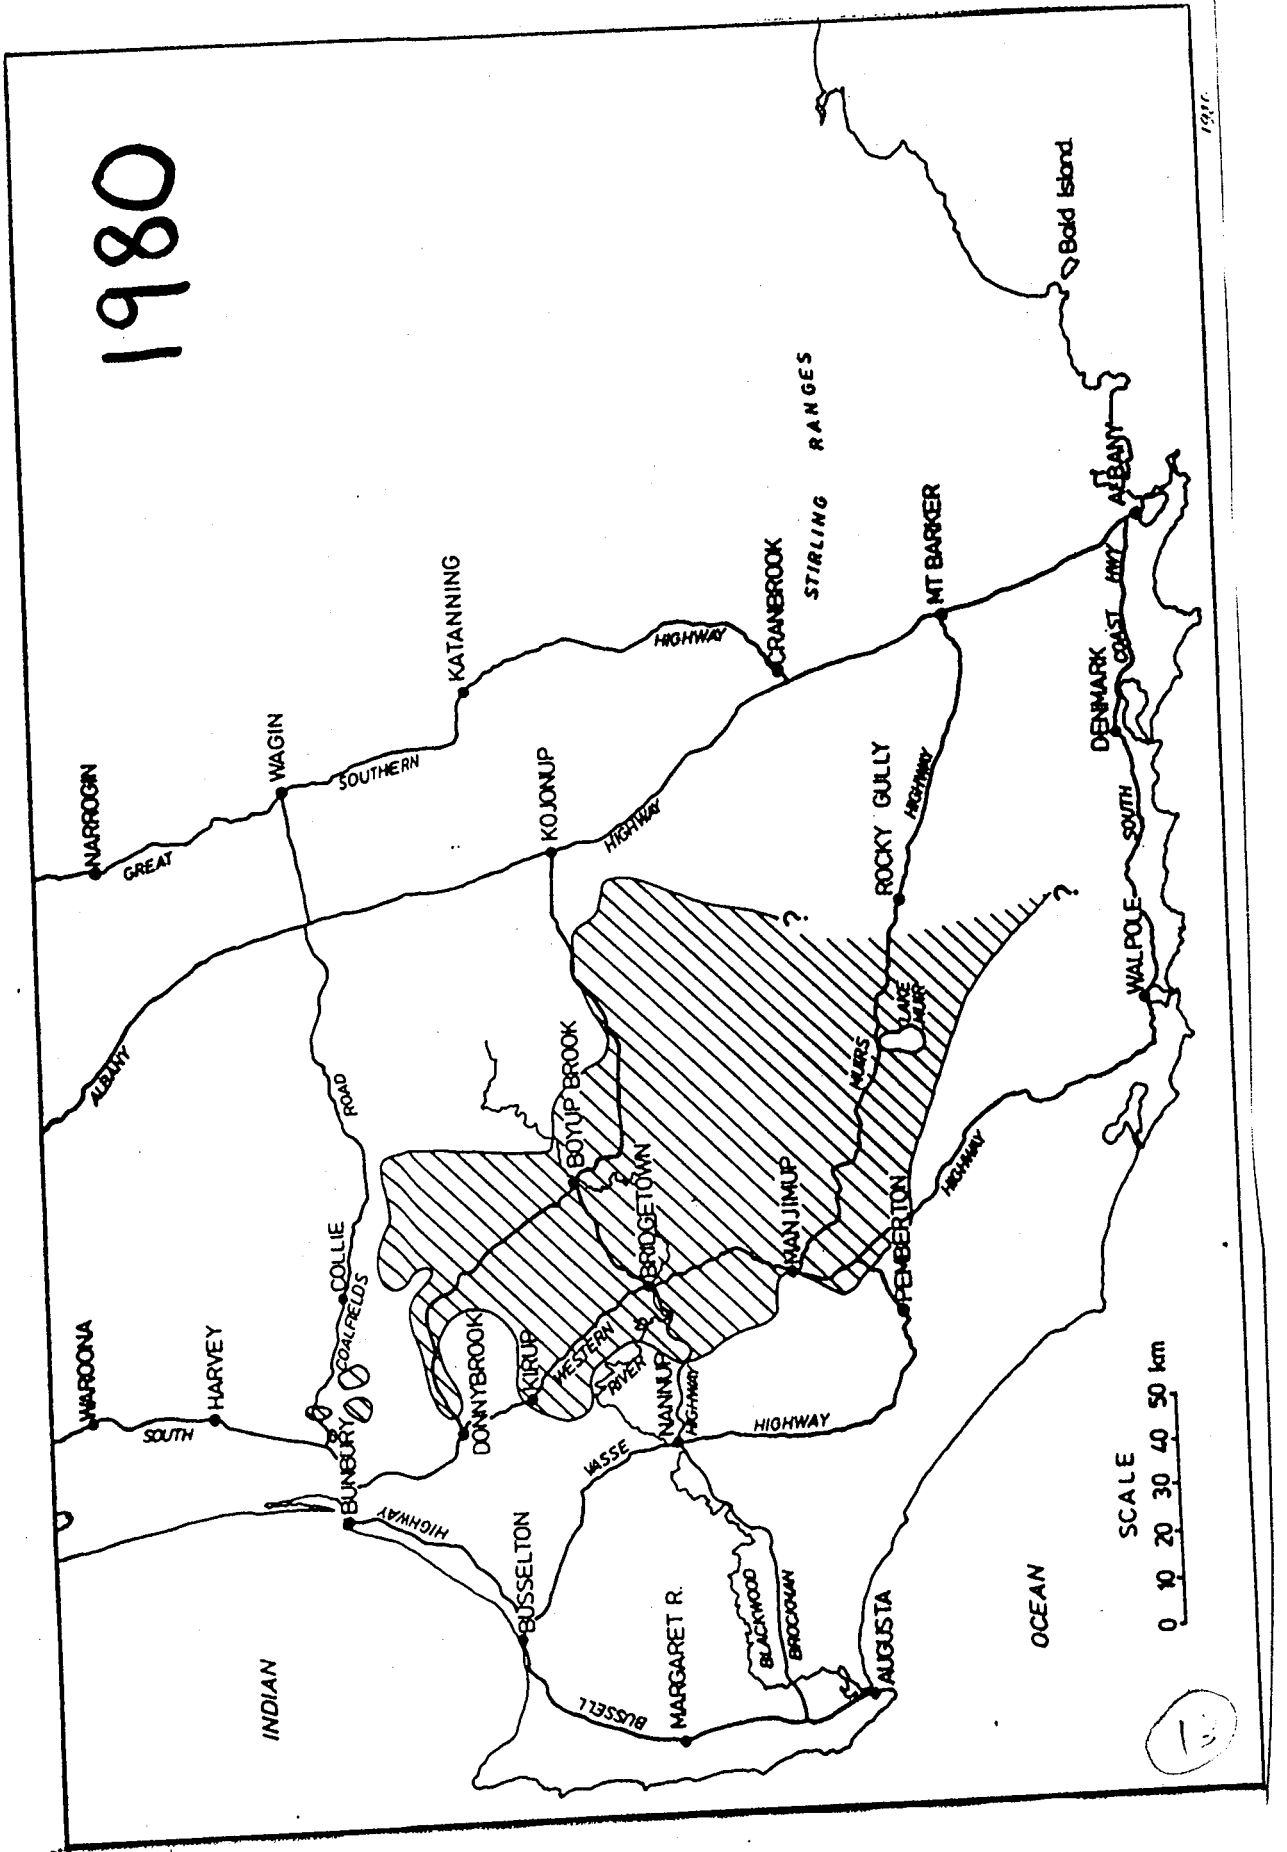 1980
NARROGIN
WAGIN
KATANNING
GREAT
SOUTHERN
HIGHWAY
CRANBROOK
STIRLING RANGES
MT BARKER
ALBANY
Bald Island
KOJONUP
HIGHWAY
ALBANY
ROAD
ROCKY GULLY
HIGHWAY
DENMARK
COAST HWY
SOUTH
WALPOLE
?
?
LAKE
MUIR
MUIRS
BOYUP BROOK
BRIDGETOWN
MANJIMUP
PEMBERTON
HIGHWAY
COLLIE
COALFIELDS
WAROONA
HARVEY
SOUTH
BUNBURY
DONNYBROOK
KIRUP
WESTERN
RIVER
NANNUP
HIGHWAY
HIGHWAY
VASSE
HIGHWAY
BUSSELTON
BUSSELL
MARGARET R.
BLACKWOOD
BROCKMAN
AUGUSTA
INDIAN
OCEAN
SCALE
0 10 20 30 40 50 km
1